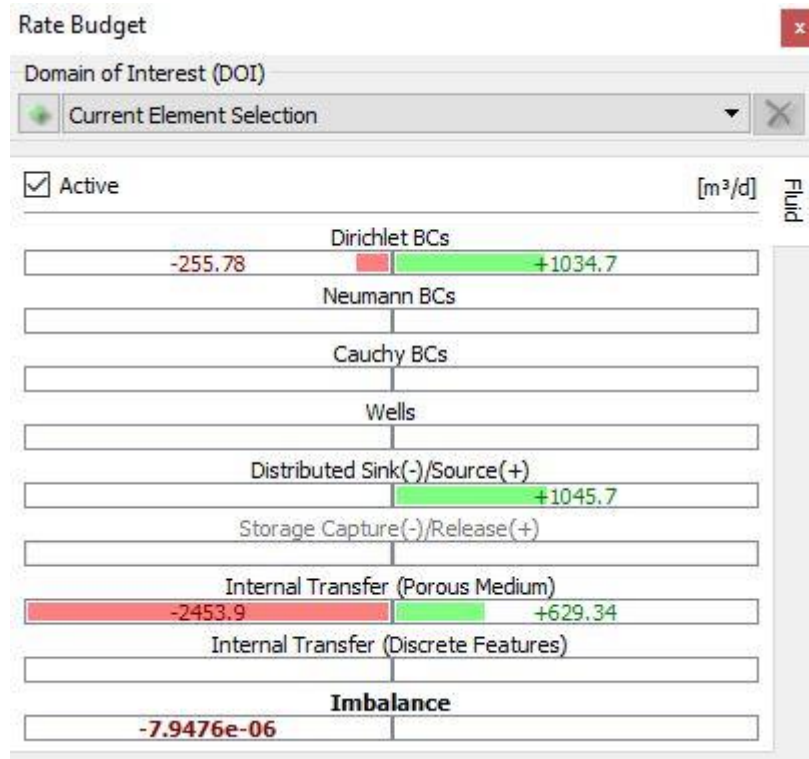 Rate Budget
x
Domain of Interest (DOI)
Current Element Selection
Active
[m³/d]
Fluid
Dirichlet BCs
-255.78 +1034.7
Neumann BCs
Cauchy BCs
Wells
Distributed Sink(-)/Source(+)
+1045.7
Storage Capture(-)/Release(+)
Internal Transfer (Porous Medium)
-2453.9 +629.34
Internal Transfer (Discrete Features)
Imbalance
-7.9476e-06